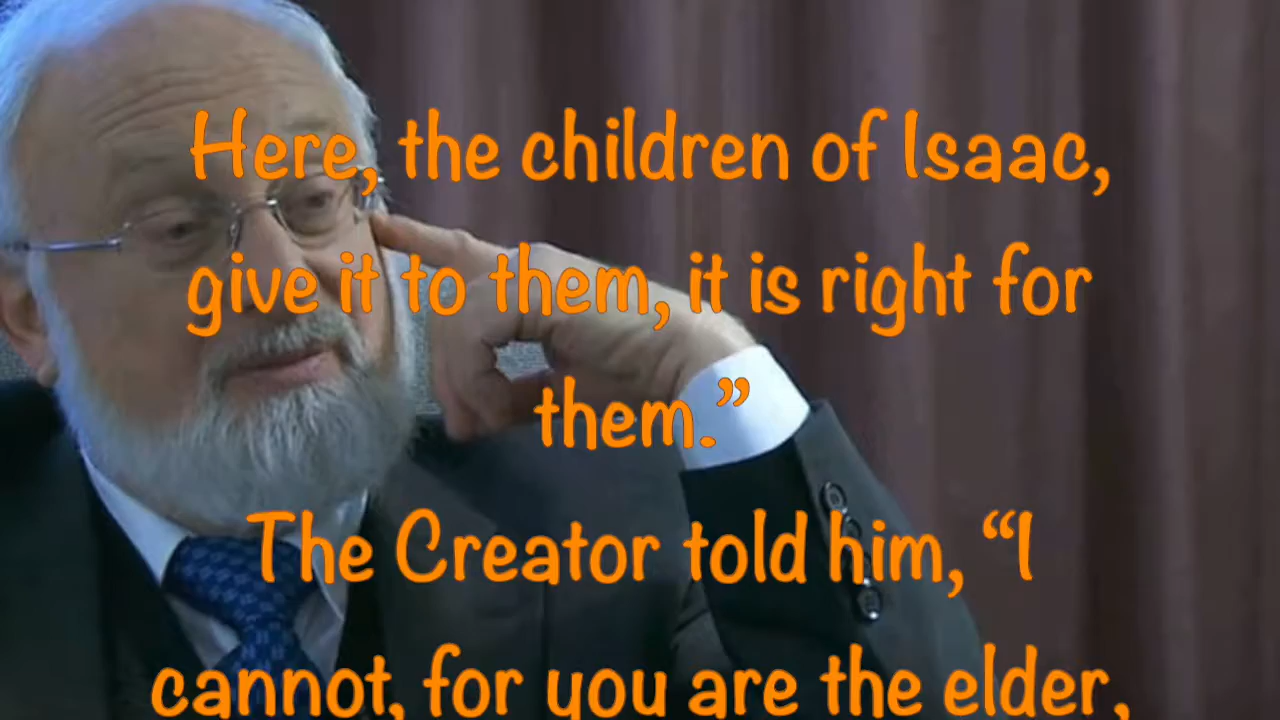 Here, the children of Isaac,
give it to them, it is right for
them.”
The Creator told him, “I
cannot, for you are the elder,